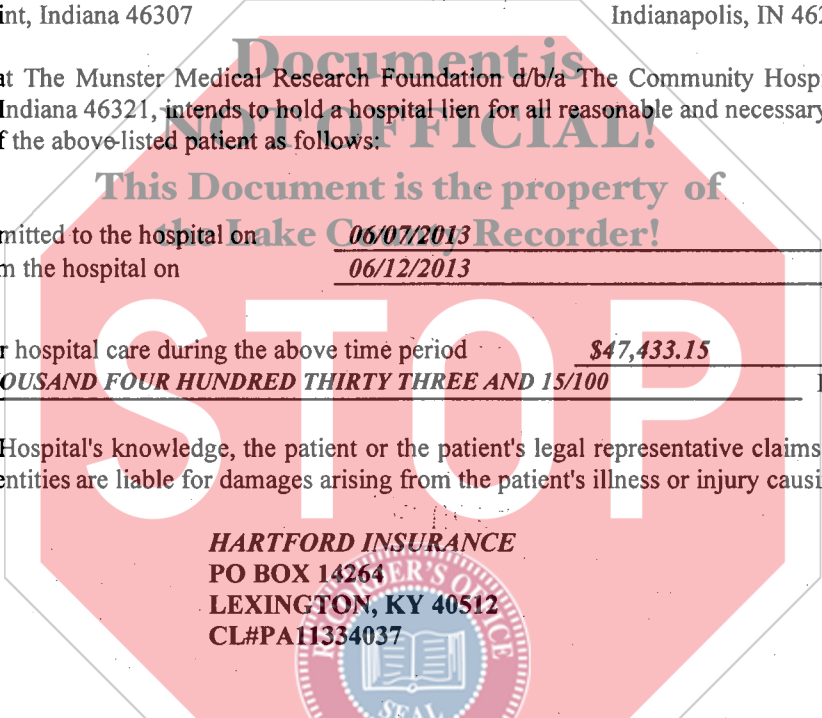 int, Indiana 46307 Indianapolis, IN 462
Document is
at The Munster Medical Research Foundation d/b/a The Community Hosp
Indiana 46321, intends to hold a hospital lien for all reasonable and necessary
NOT OFFICIAL!
f the above-listed patient as follows:
This Document is the property of
mitted to the hospital on 06/07/2013
the Lake County Recorder!
m the hospital on 06/12/2013
STOP
r hospital care during the above time period $47,433.15
OUSAND FOUR HUNDRED THIRTY THREE AND 15/100
Hospital's knowledge, the patient or the patient's legal representative claims
entities are liable for damages arising from the patient's illness or injury causi
HARTFORD INSURANCE
PO BOX 14264
LEXINGTON, KY 40512
CL#PA11334037
RECORDER'S OFFICE
SEAL